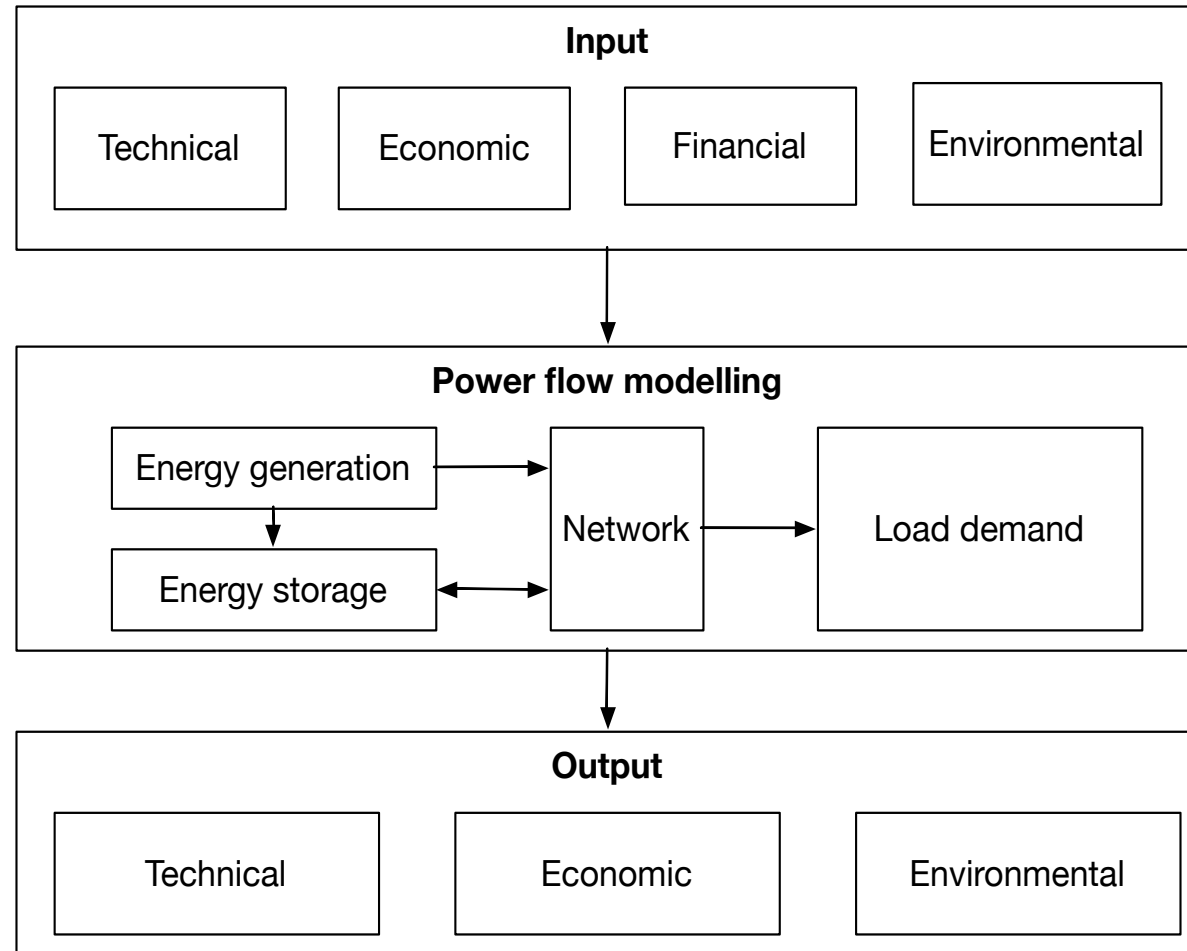 Input
Technical
Economic
Financial
Environmental
Power flow modelling
Energy generation
Energy storage
Network
Load demand
Output
Technical
Economic
Environmental